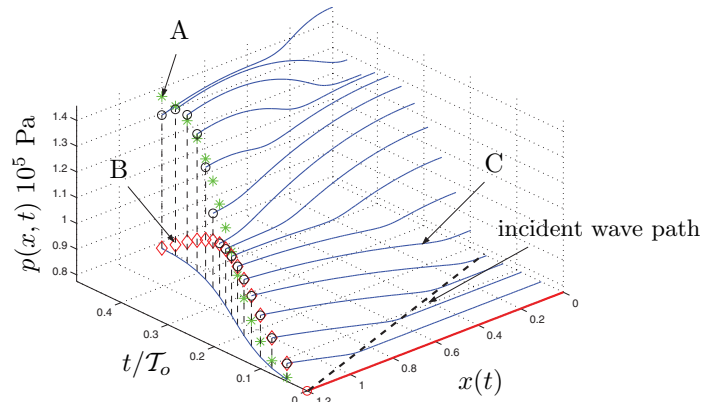 A
1.4
1.3
1.2
1.1
1
0.9
0.8
p(x, t) 10⁵ Pa
B
C
incident wave path
0.4
0.3
0.2
0.1
0
t/𝒯ₒ
1.2
1
0.8
0.6
0.4
0.2
0
x(t)